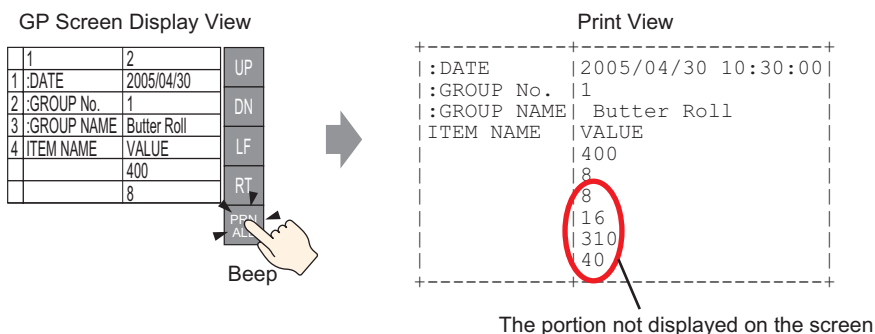 GP Screen Display View
1 2
1 :DATE 2005/04/30
2 :GROUP No. 1
3 :GROUP NAME Butter Roll
4 ITEM NAME VALUE
400
8
UP
DN
LF
RT
PRN
ALL
Beep
Print View
+-----------+-------------------+
|:DATE |2005/04/30 10:30:00|
|:GROUP No. |1 |
|:GROUP NAME| Butter Roll |
|ITEM NAME |VALUE |
| |400 |
| |8 |
| |8 |
| |16 |
| |310 |
| |40 |
+-----------+-------------------+
The portion not displayed on the screen